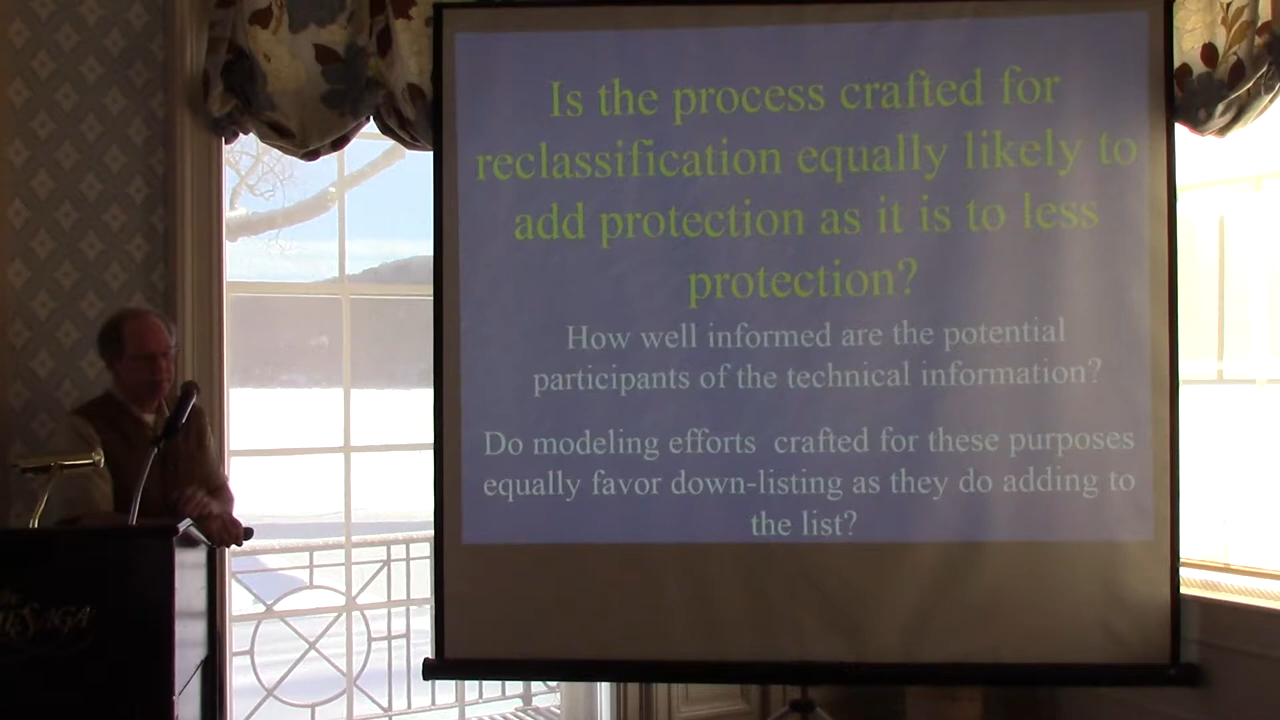 Is the process crafted for
reclassification equally likely to
add protection as it is to less
protection?
How well informed are the potential
participants of the technical information?
Do modeling efforts crafted for these purposes
equally favor down-listing as they do adding to
the list?